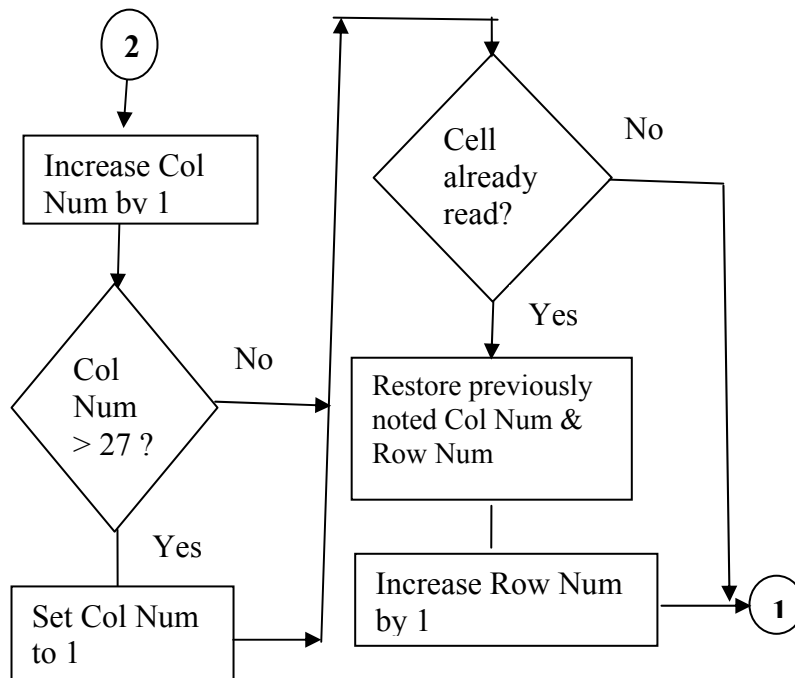 2
Increase Col
Num by 1
Col
Num
> 27 ?
No
Yes
Set Col Num
to 1
Cell
already
read?
No
Yes
Restore previously
noted Col Num &
Row Num
Increase Row Num
by 1
1